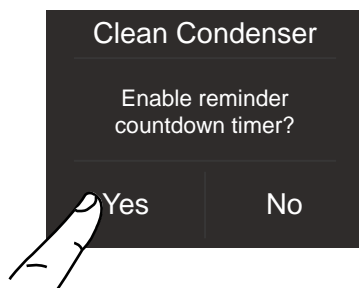 Clean Condenser
Enable reminder
countdown timer?
Yes
No